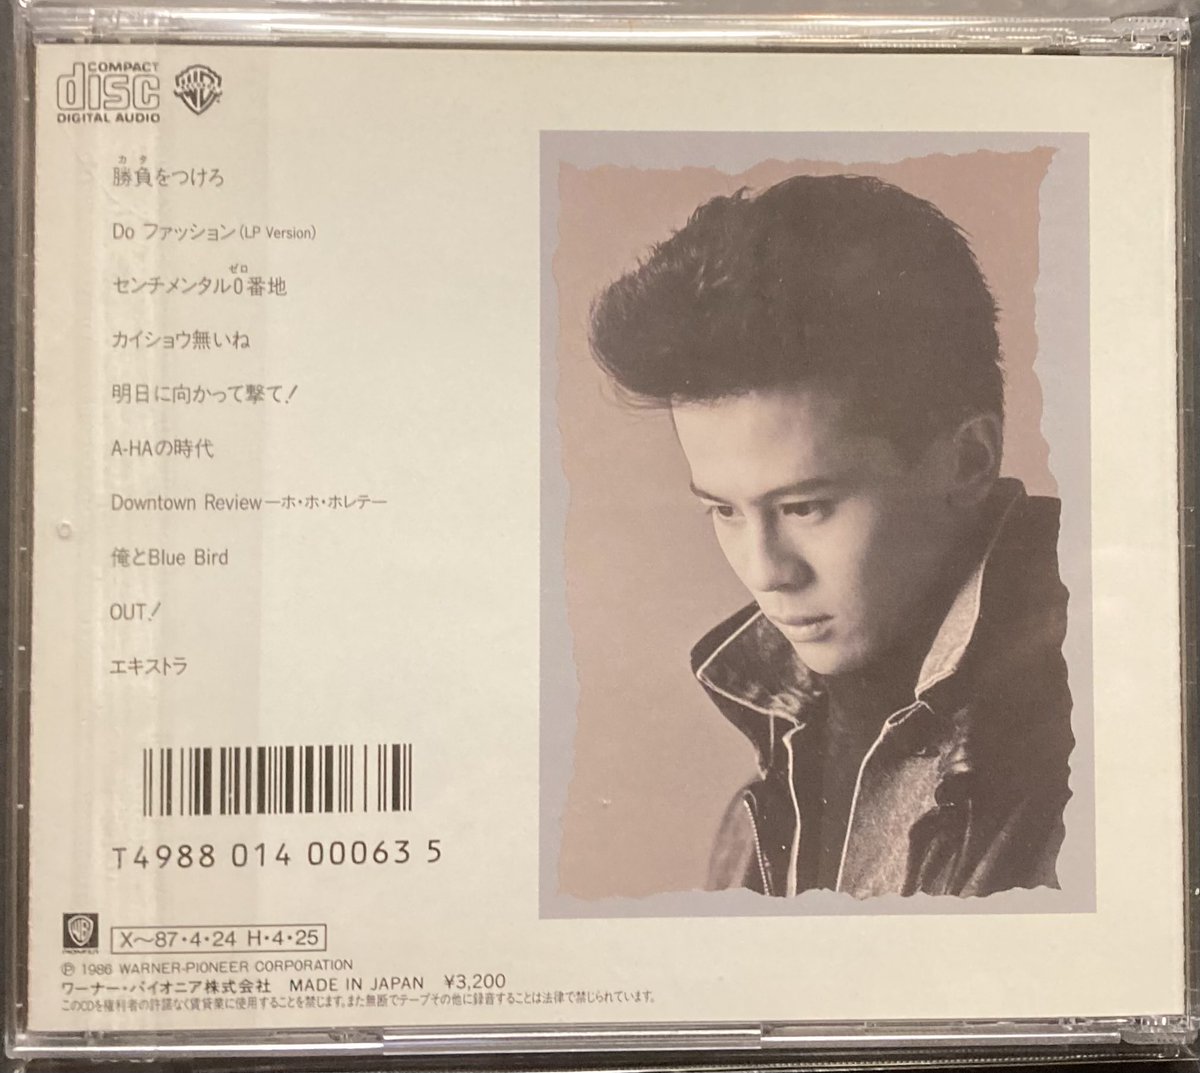 COMPACT
disc
DIGITAL AUDIO
カタ
勝負をつけろ
Do ファッション(LP Version)
ゼロ
センチメンタル0番地
カイショウ無いね
明日に向かって撃て!
A-HAの時代
Downtown Review—ホ・ホ・ホレテ—
俺とBlue Bird
OUT!
エキストラ
T4988 014 00063 5
X〜87・4・24 H・4・25
Ⓟ 1986 WARNER-PIONEER CORPORATION
ワーナー・パイオニア株式会社 MADE IN JAPAN ¥3,200
このCDを権利者の許諾なく賃貸業に使用することを禁じます。また無断でテープその他に録音することは法律で禁じられています。